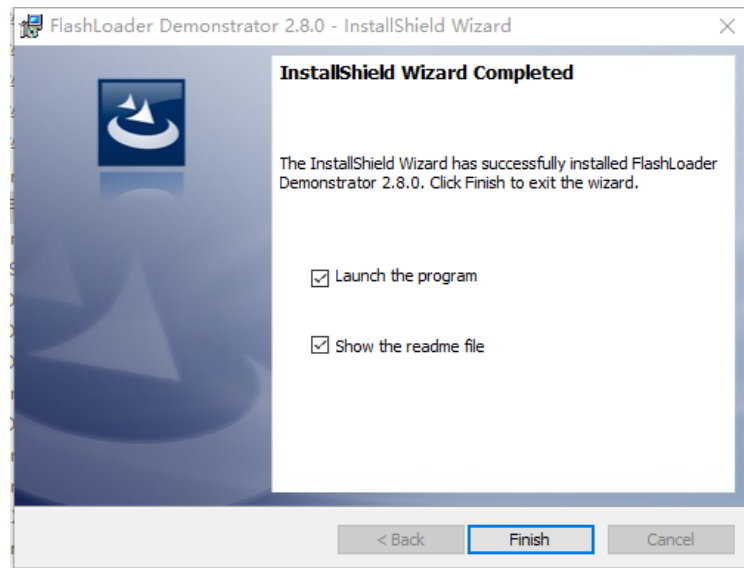 FlashLoader Demonstrator 2.8.0 - InstallShield Wizard
InstallShield Wizard Completed
The InstallShield Wizard has successfully installed FlashLoader
Demonstrator 2.8.0. Click Finish to exit the wizard.
Launch the program
Show the readme file
< Back
Finish
Cancel